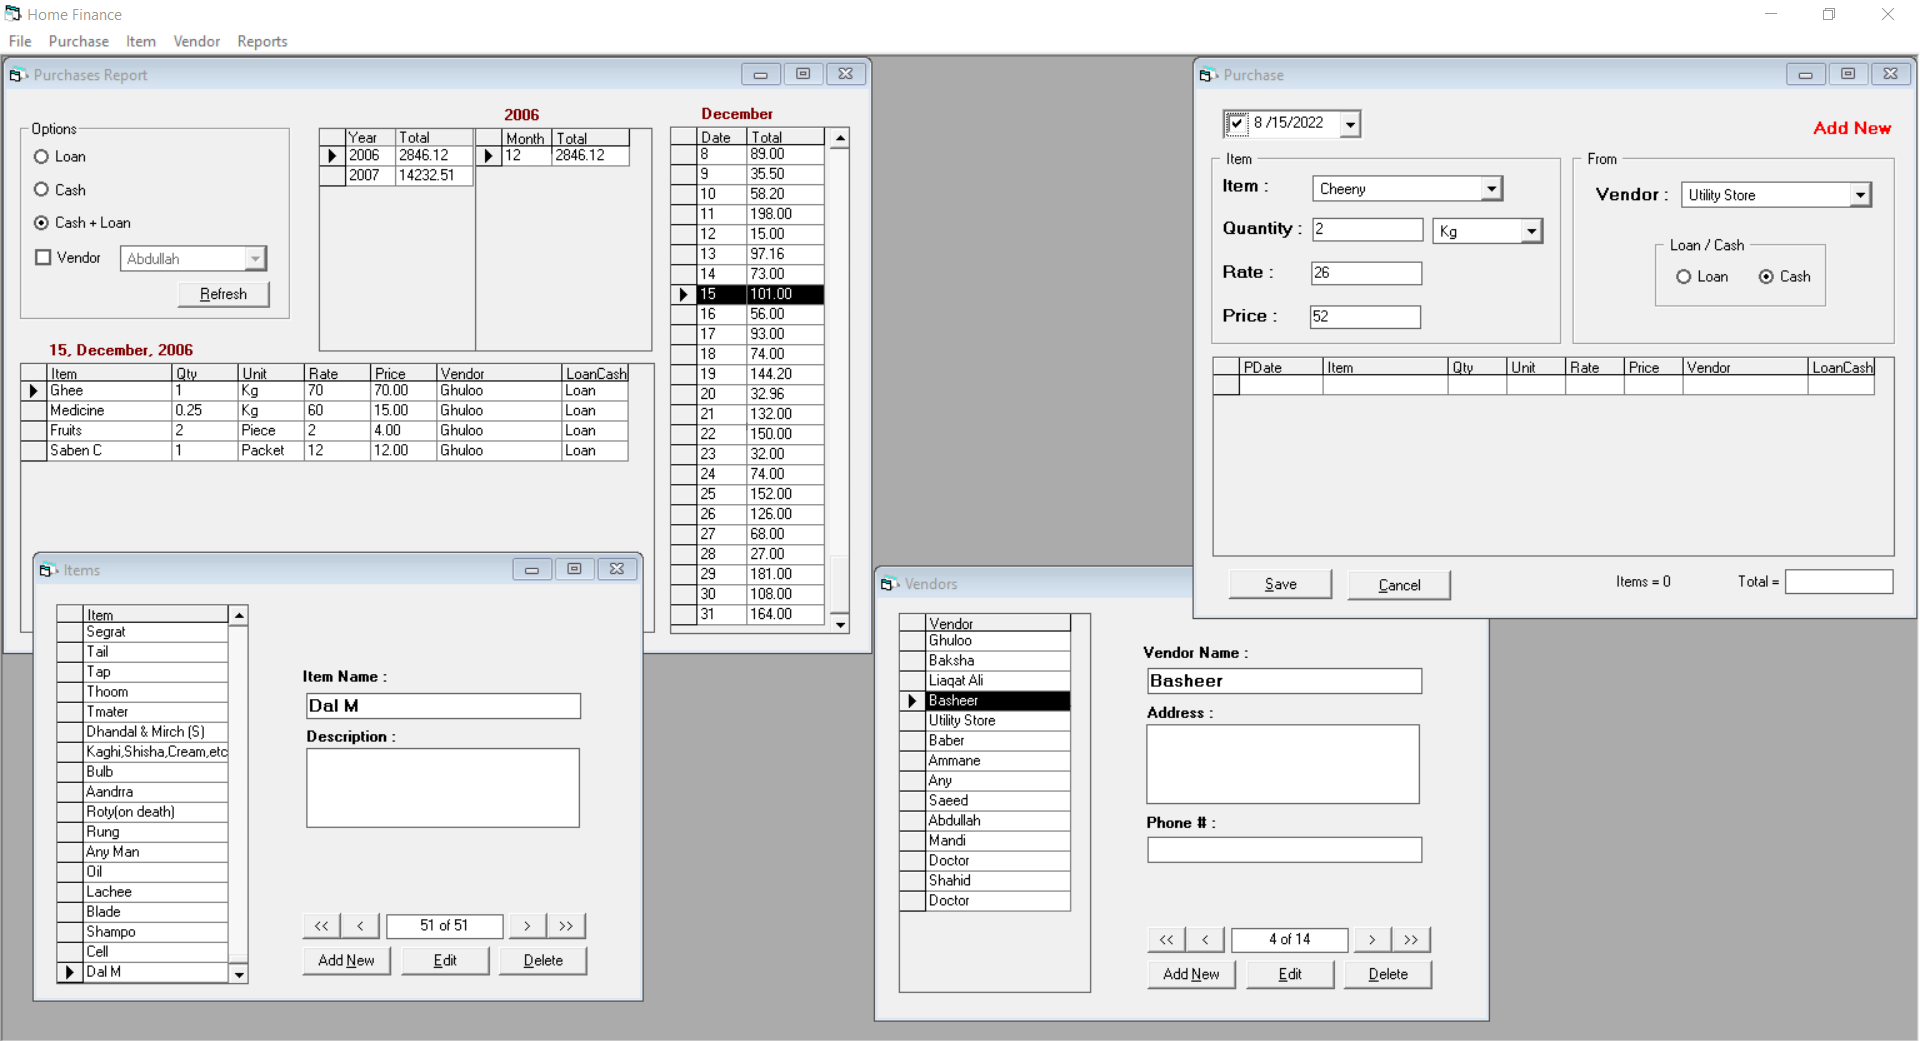 Home Finance
File Purchase Item Vendor Reports
Purchases Report
Options
Loan
Cash
Cash + Loan
Vendor Abdullah
Refresh
2006
Year Total
2006 2846.12
2007 14232.51
Month Total
12 2846.12
December
Date Total
8 89.00
9 35.50
10 58.20
11 198.00
12 15.00
13 97.16
14 73.00
15 101.00
16 56.00
17 93.00
18 74.00
19 144.20
20 32.96
21 132.00
22 150.00
23 32.00
24 74.00
25 152.00
26 126.00
27 68.00
28 27.00
29 181.00
30 108.00
31 164.00
15, December, 2006
Item Qty Unit Rate Price Vendor LoanCash
Ghee 1 Kg 70 70.00 Ghuloo Loan
Medicine 0.25 Kg 60 15.00 Ghuloo Loan
Fruits 2 Piece 2 4.00 Ghuloo Loan
Saben C 1 Packet 12 12.00 Ghuloo Loan
Items
Item
Segrat
Tail
Tap
Thoom
Tmater
Dhandal & Mirch (S)
Kaghi,Shisha,Cream,etc
Bulb
Aandrra
Roty(on death)
Rung
Any Man
Oil
Lachee
Blade
Shampo
Cell
Dal M
Item Name :
Dal M
Description :
<< < 51 of 51 > >>
Add New Edit Delete
Vendors
Vendor
Ghuloo
Baksha
Liaqat Ali
Basheer
Utility Store
Baber
Ammane
Any
Saeed
Abdullah
Mandi
Doctor
Shahid
Doctor
Vendor Name :
Basheer
Address :
Phone # :
<< < 4 of 14 > >>
Add New Edit Delete
Purchase
8 /15/2022
Add New
Item
Item : Cheeny
Quantity : 2 Kg
Rate : 26
Price : 52
From
Vendor : Utility Store
Loan / Cash
Loan Cash
PDate Item Qty Unit Rate Price Vendor LoanCash
Save Cancel Items = 0 Total =